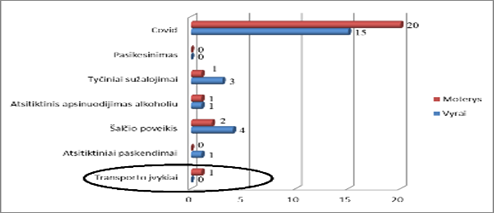 Covid 20
15
Pasikesinimas 0
0
Tyčiniai sužalojimai 1
3
Atsitiktinis apsinuodijimas alkoholiu 1
1
Šalčio poveikis 2
4
Atsitiktiniai paskendimai 0
1
Transporto įvykiai 1
0
0 5 10 15 20
Moterys
Vyrai